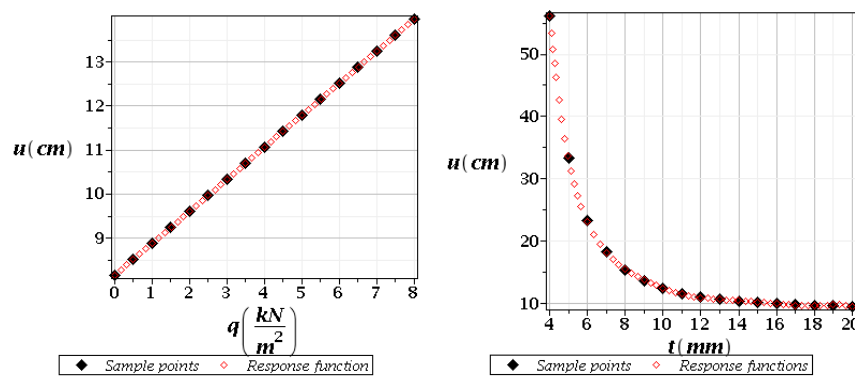 13
12
11
10
9
8
u(cm)
0 1 2 3 4 5 6 7 8
q(kN/m²)
Sample points Response function
50
40
30
20
10
u(cm)
4 6 8 10 12 14 16 18 20
t(mm)
Sample points Response functions